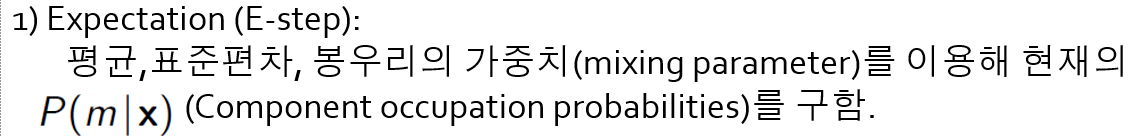 1) Expectation (E-step):
평균,표준편차, 봉우리의 가중치(mixing parameter)를 이용해 현재의
P(m|x) (Component occupation probabilities)를 구함.